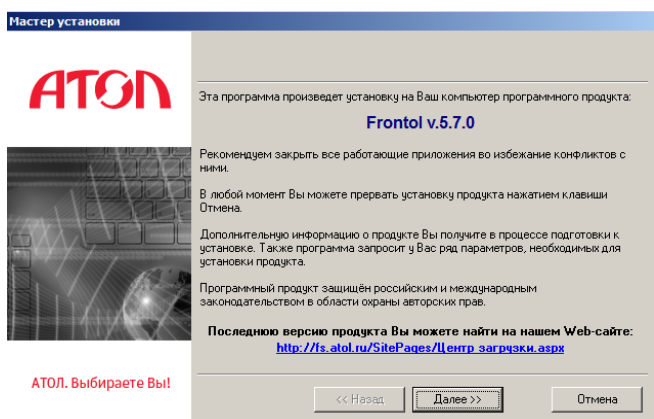 Мастер установки
АТОЛ
Эта программа произведет установку на Ваш компьютер программного продукта:
Frontol v.5.7.0
Рекомендуем закрыть все работающие приложения во избежание конфликтов с
ними.
В любой момент Вы можете прервать установку продукта нажатием клавиши
Отмена.
Дополнительную информацию о продукте Вы получите в процессе подготовки к
установке. Также программа запросит у Вас ряд параметров, необходимых для
установки продукта.
Программный продукт защищён российским и международным
законодательством в области охраны авторских прав.
Последнюю версию продукта Вы можете найти на нашем Web-сайте:
http://fs.atol.ru/SitePages/Центр загрузки.aspx
АТОЛ. Выбираете Вы!
<< Назад
Далее >>
Отмена